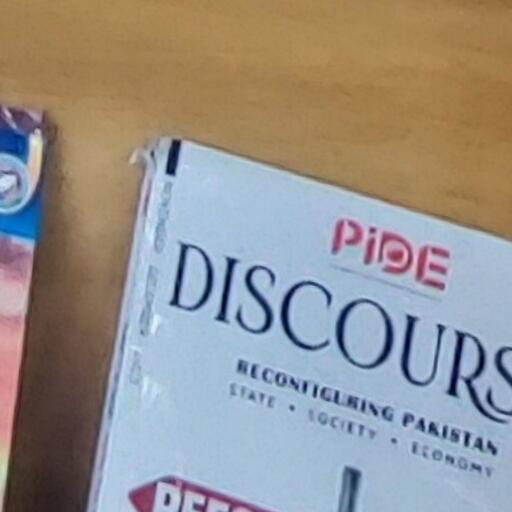 PiDE
DISCOURS
RECONFIGURING PAKISTAN
STATE • SOCIETY • ECONOMY